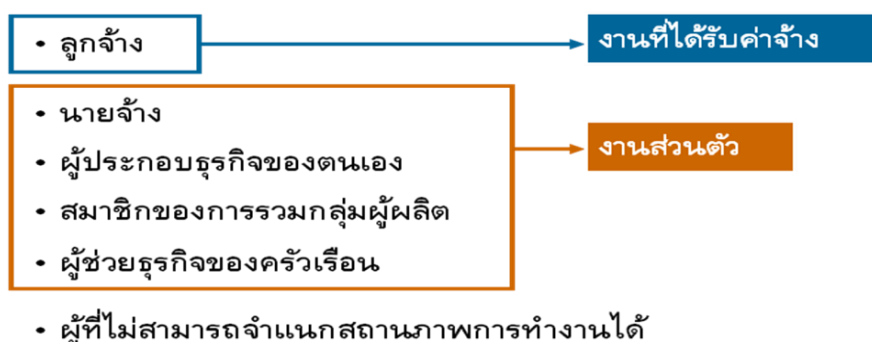 • ลูกจ้าง
งานที่ได้รับค่าจ้าง
• นายจ้าง
• ผู้ประกอบธุรกิจของตนเอง
งานส่วนตัว
• สมาชิกของการรวมกลุ่มผู้ผลิต
• ผู้ช่วยธุรกิจของครัวเรือน
• ผู้ที่ไม่สามารถจำแนกสถานภาพการทำงานได้